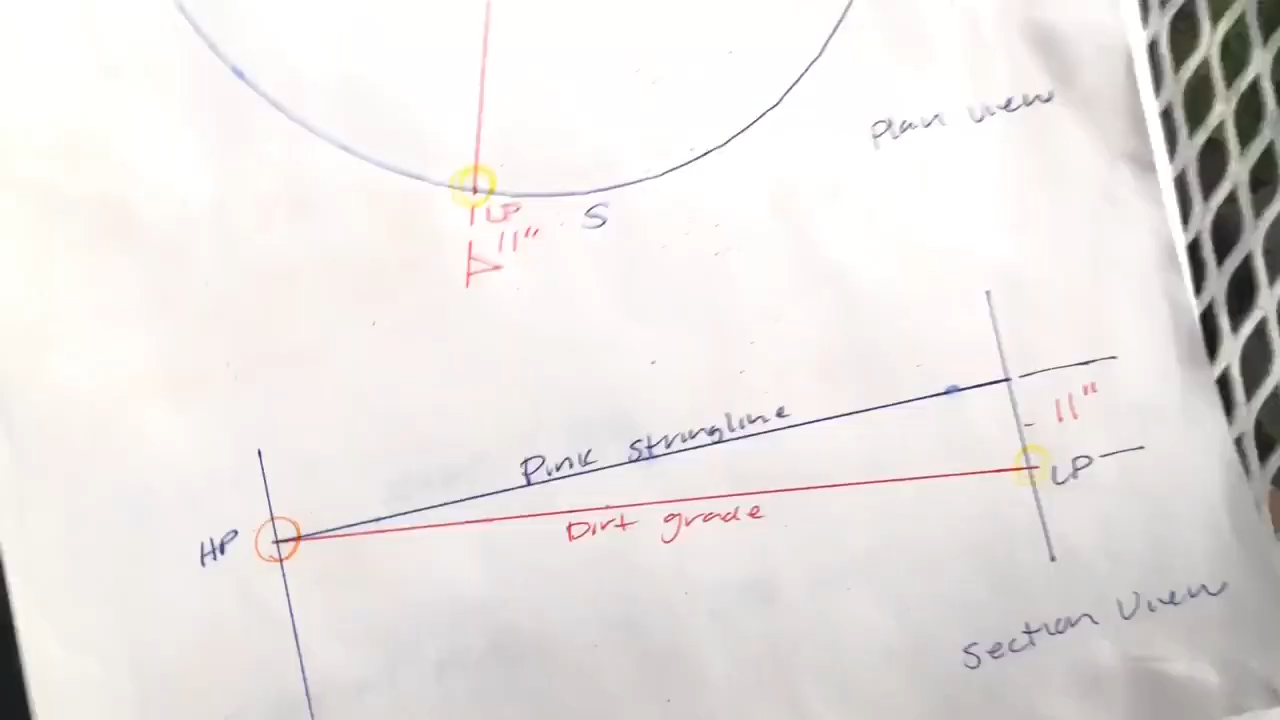 Plan view
LP
S
11"
Pink stringline
11"
LP
Dirt grade
HP
Section View